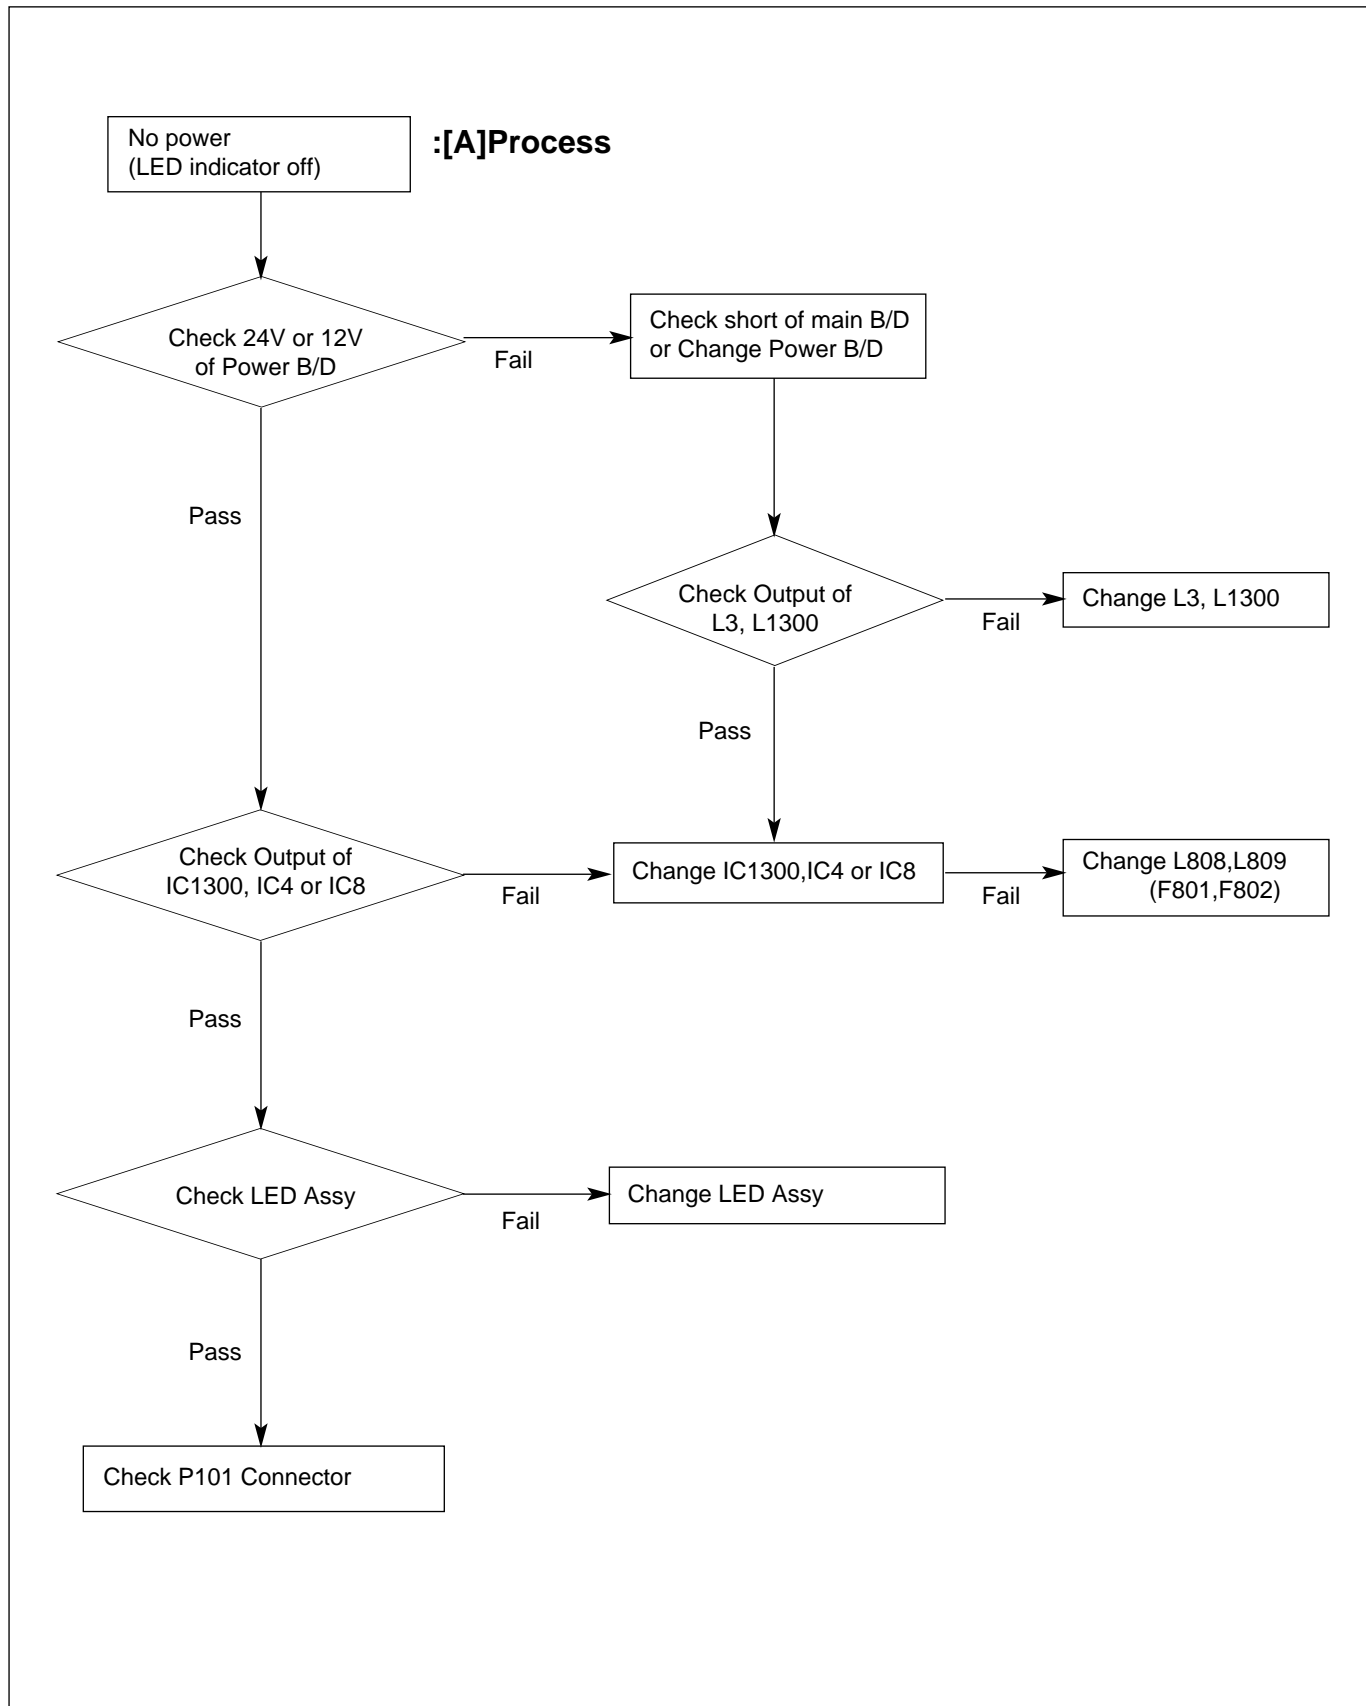 No power
(LED indicator off)
:[A]Process
Check 24V or 12V
of Power B/D
Fail
Check short of main B/D
or Change Power B/D
Pass
Check Output of
L3, L1300
Fail
Change L3, L1300
Pass
Check Output of
IC1300, IC4 or IC8
Fail
Change IC1300,IC4 or IC8
Fail
Change L808,L809
(F801,F802)
Pass
Check LED Assy
Fail
Change LED Assy
Pass
Check P101 Connector